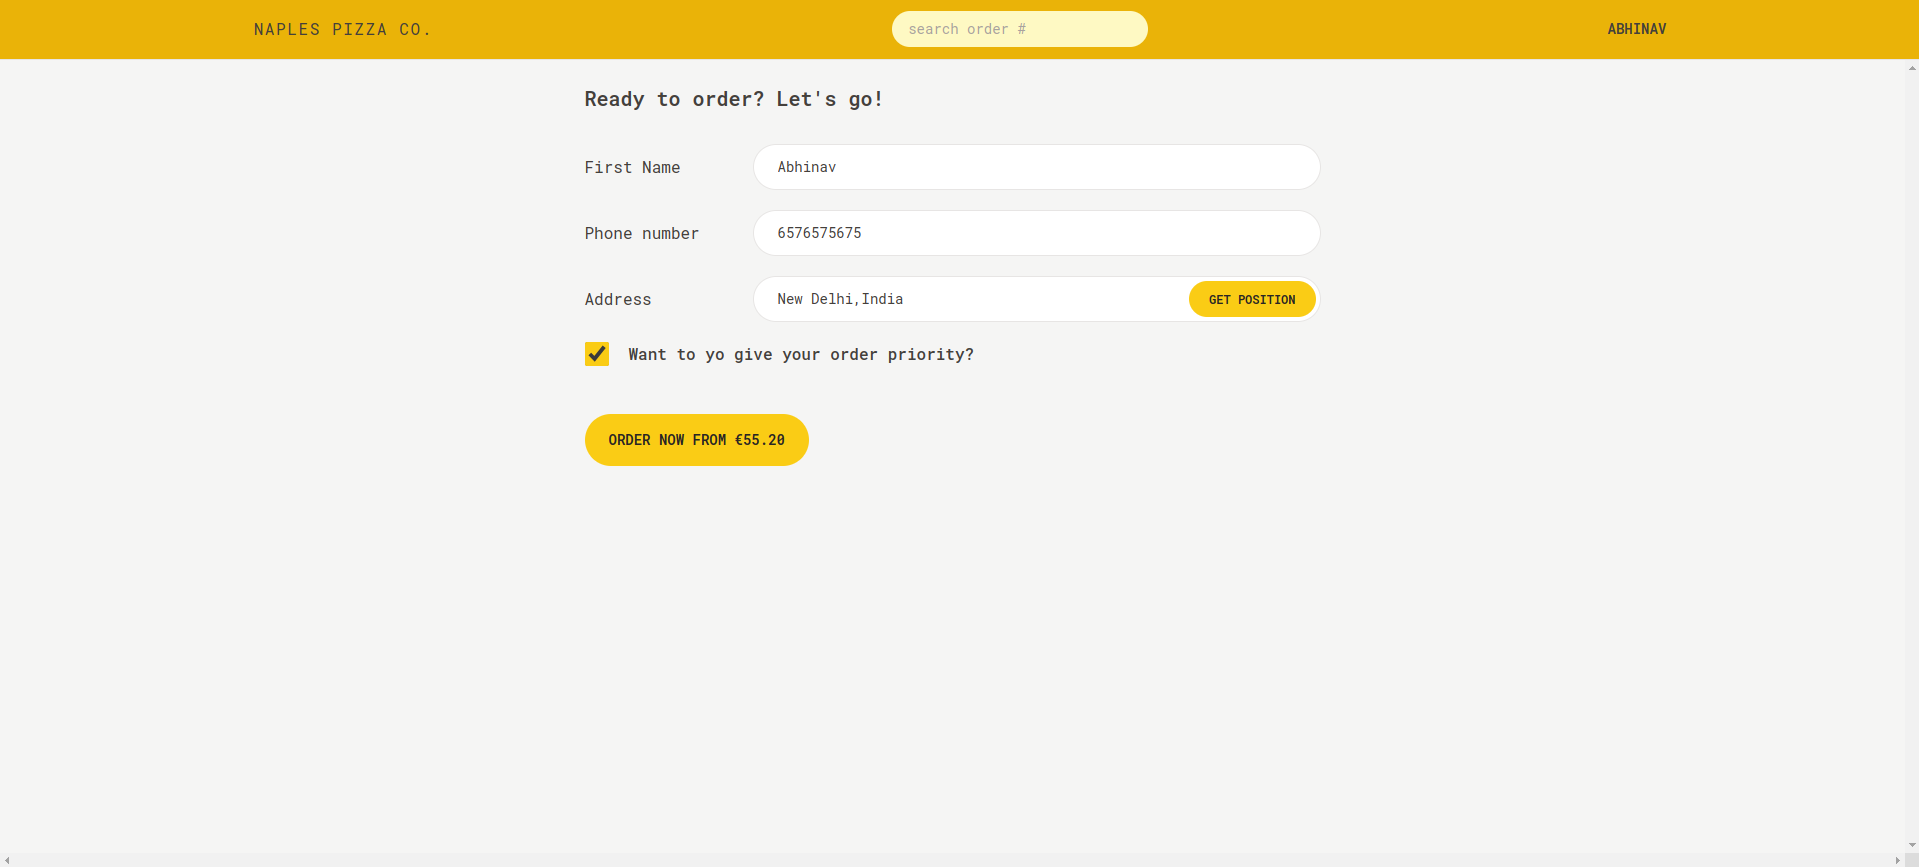 NAPLES PIZZA CO.
search order #
ABHINAV
Ready to order? Let's go!
First Name
Abhinav
Phone number
6576575675
Address
New Delhi,India
GET POSITION
Want to yo give your order priority?
ORDER NOW FROM €55.20